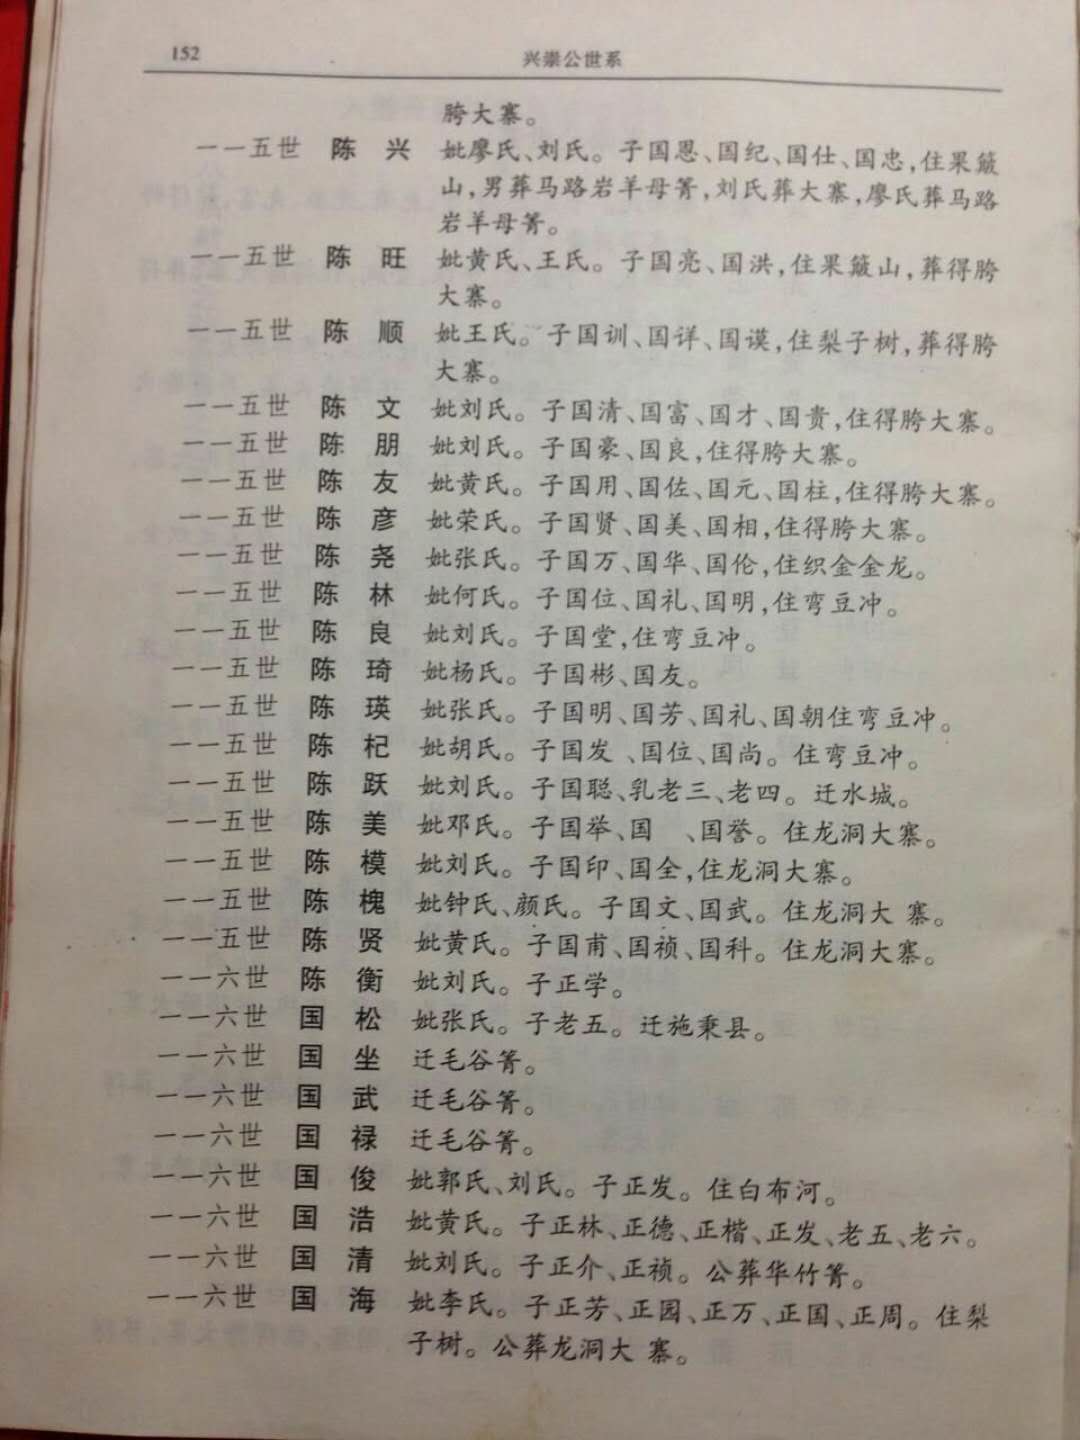 152 兴崇公世系
胯大寨。
一一五世 陈 兴 妣廖氏、刘氏。子国恩、国纪、国仕、国忠,住果簸
山,男葬马路岩羊母箐,刘氏葬大寨,廖氏葬马路
岩羊母箐。
一一五世 陈 旺 妣黄氏、王氏。子国亮、国洪,住果簸山,葬得胯
大寨。
一一五世 陈 顺 妣王氏。子国训、国详、国谟,住梨子树,葬得胯
大寨。
一一五世 陈 文 妣刘氏。子国清、国富、国才、国贵,住得胯大寨。
一一五世 陈 朋 妣刘氏。子国豪、国良,住得胯大寨。
一一五世 陈 友 妣黄氏。子国用、国佐、国元、国柱,住得胯大寨。
一一五世 陈 彦 妣荣氏。子国贤、国美、国相,住得胯大寨。
一一五世 陈 尧 妣张氏。子国万、国华、国伦,住织金金龙。
一一五世 陈 林 妣何氏。子国位、国礼、国明,住弯豆冲。
一一五世 陈 良 妣刘氏。子国堂,住弯豆冲。
一一五世 陈 琦 妣杨氏。子国彬、国友。
一一五世 陈 瑛 妣张氏。子国明、国芳、国礼、国朝住弯豆冲。
一一五世 陈 杞 妣胡氏。子国发 、国位、国尚。住弯豆冲。
一一五世 陈 跃 妣刘氏。子国聪、乳老三、老四。迁水城。
一一五世 陈 美 妣邓氏。子国举、国 、国誉。住龙洞大寨。
一一五世 陈 模 妣刘氏。子国印、国全,住龙洞大寨。
一一五世 陈 槐 妣钟氏、颜氏。子国文、国武。住龙洞大 寨。
一一五世 陈 贤 妣黄氏。子国甫、国祯、国科。住龙洞大寨。
一一六世 陈 衡 妣刘氏。子正学。
一一六世 国 松 妣张氏。子老五。迁施秉县。
一一六世 国 坐 迁毛谷箐。
一一六世 国 武 迁毛谷箐。
一一六世 国 禄 迁毛谷箐。
一一六世 国 俊 妣郭氏、刘氏。子正发。住白布河。
一一六世 国 浩 妣黄氏。子正林、正德、正楷、正发、老五、老六。
一一六世 国 清 妣刘氏。子正介、正祯。公葬华竹箐。
一一六世 国 海 妣李氏。子正芳、正园、正万、正国、正周。住梨
子树。公葬龙洞大 寨。